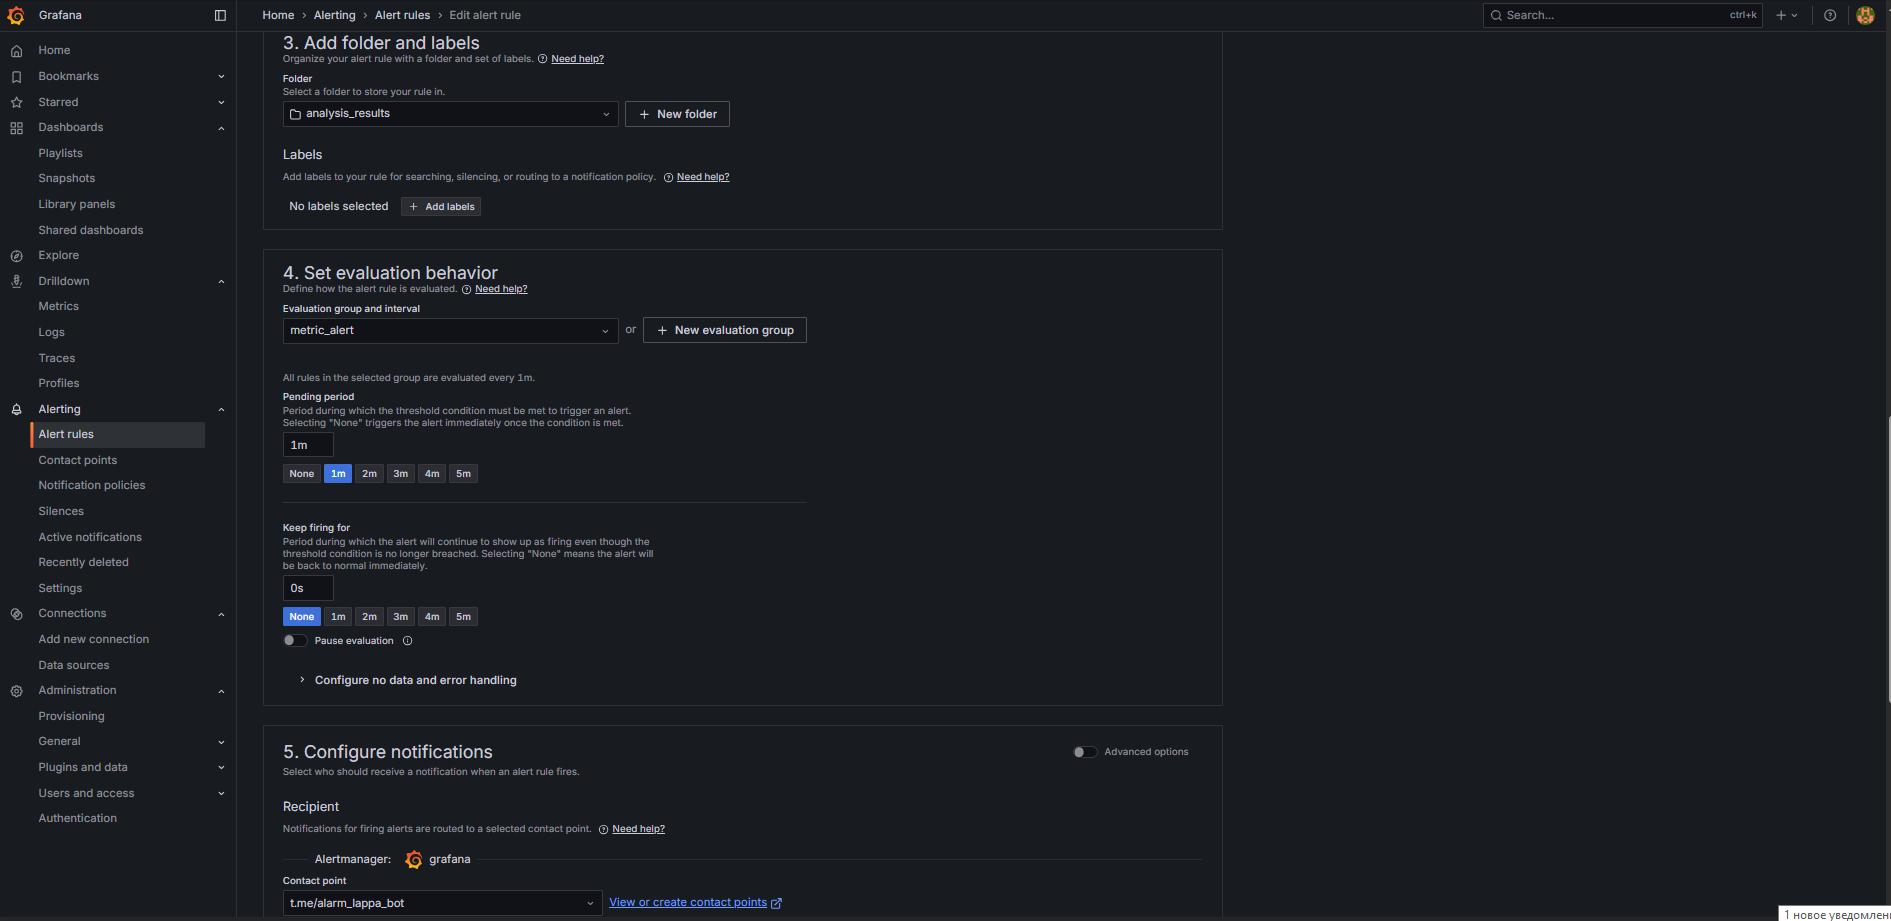 Grafana
Home › Alerting › Alert rules › Edit alert rule
Search...
ctrl+k
Home
Bookmarks
Starred
Dashboards
Playlists
Snapshots
Library panels
Shared dashboards
Explore
Drilldown
Metrics
Logs
Traces
Profiles
Alerting
Alert rules
Contact points
Notification policies
Silences
Active notifications
Recently deleted
Settings
Connections
Add new connection
Data sources
Administration
Provisioning
General
Plugins and data
Users and access
Authentication
3. Add folder and labels
Organize your alert rule with a folder and set of labels. Need help?
Folder
Select a folder to store your rule in.
analysis_results
+ New folder
Labels
Add labels to your rule for searching, silencing, or routing to a notification policy. Need help?
No labels selected
+ Add labels
4. Set evaluation behavior
Define how the alert rule is evaluated. Need help?
Evaluation group and interval
metric_alert
or
+ New evaluation group
All rules in the selected group are evaluated every 1m.
Pending period
Period during which the threshold condition must be met to trigger an alert.
Selecting "None" triggers the alert immediately once the condition is met.
1m
None 1m 2m 3m 4m 5m
Keep firing for
Period during which the alert will continue to show up as firing even though the
threshold condition is no longer breached. Selecting "None" means the alert will
be back to normal immediately.
0s
None 1m 2m 3m 4m 5m
Pause evaluation
Configure no data and error handling
5. Configure notifications
Advanced options
Select who should receive a notification when an alert rule fires.
Recipient
Notifications for firing alerts are routed to a selected contact point. Need help?
Alertmanager: grafana
Contact point
t.me/alarm_lappa_bot
View or create contact points
1 новое уведомлен